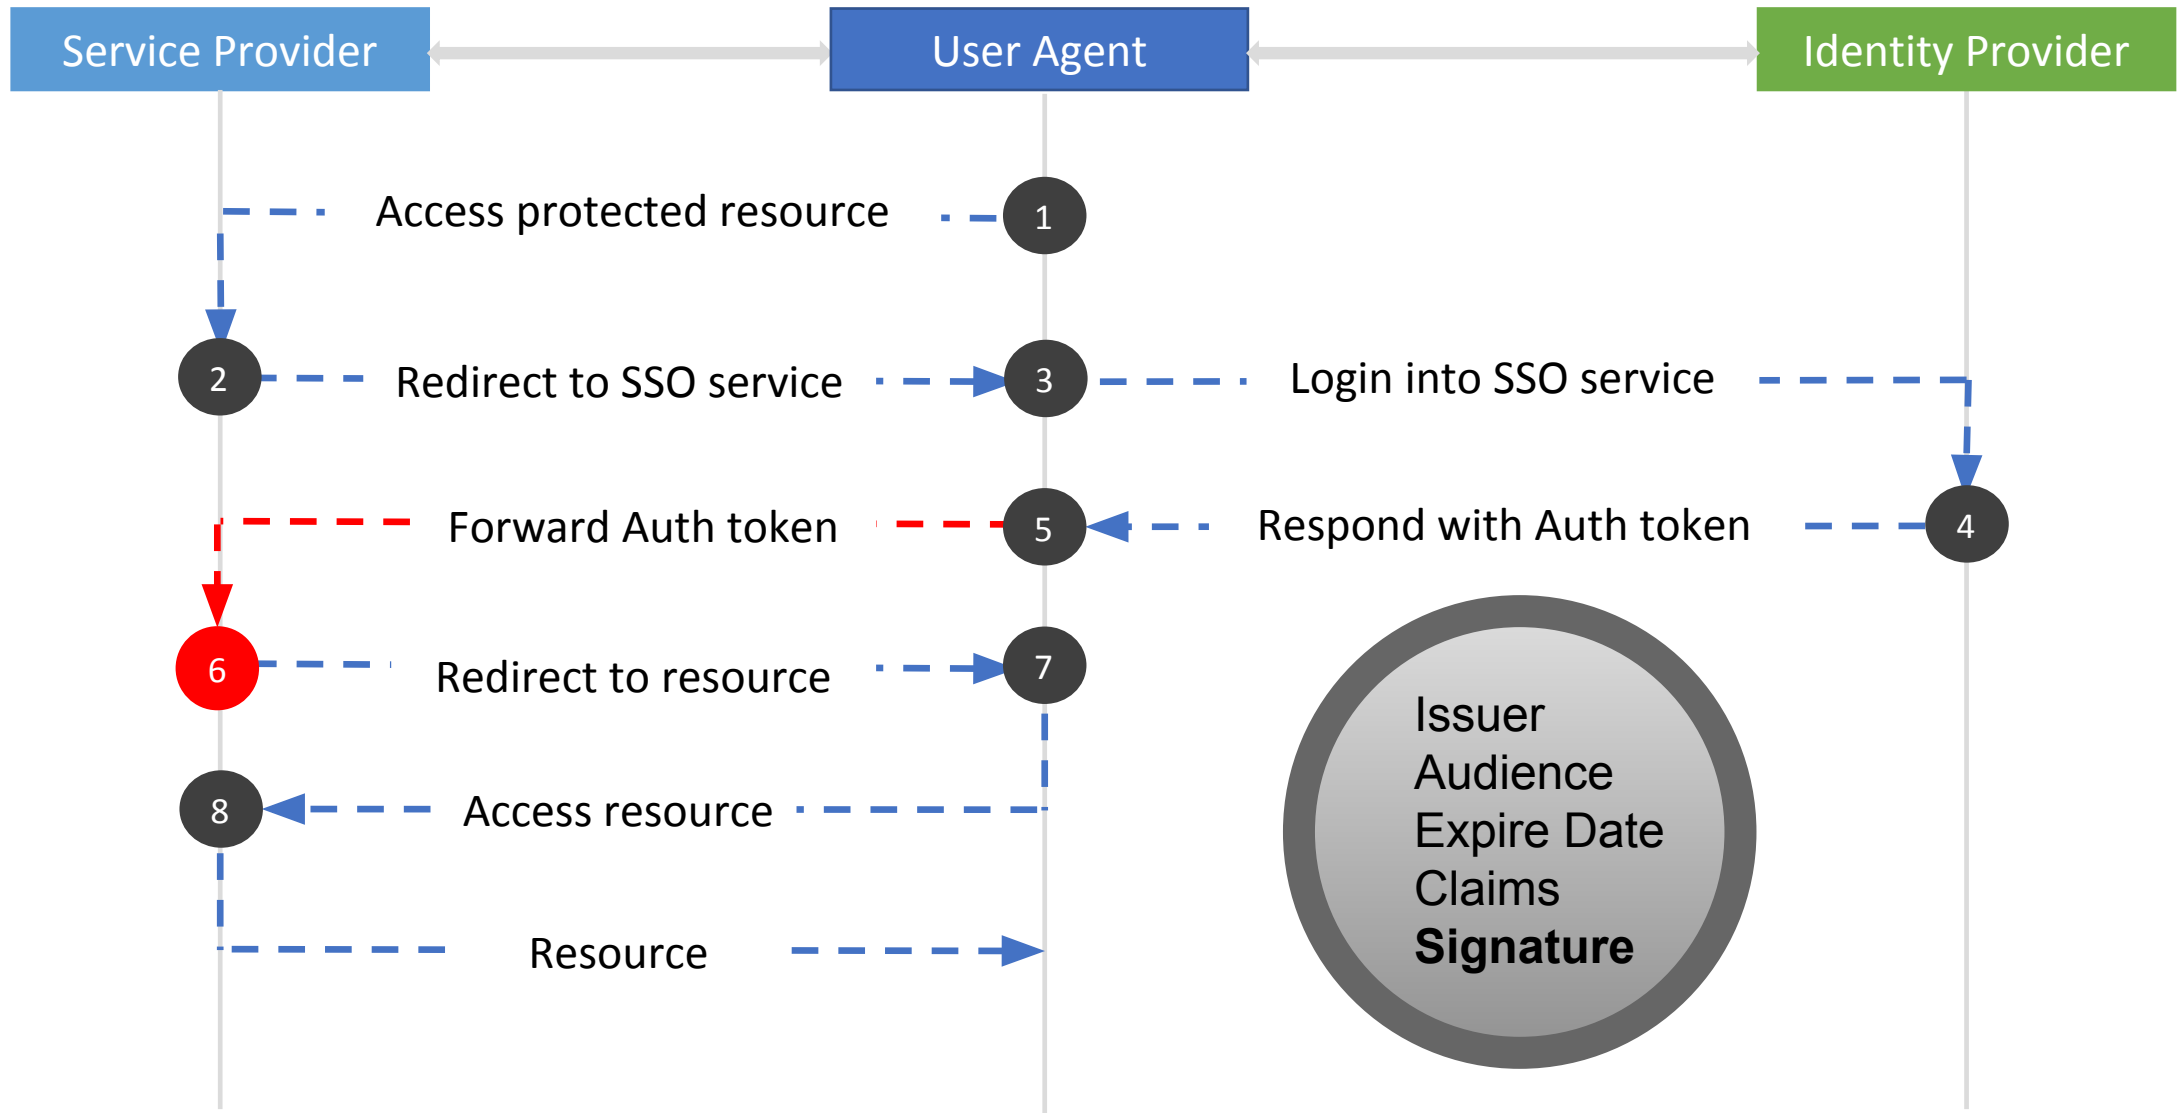 Service Provider
User Agent
Identity Provider
Access protected resource
1
2
Redirect to SSO service
3
Login into SSO service
Forward Auth token
5
Respond with Auth token
4
6
Redirect to resource
7
8
Access resource
Resource
Issuer
Audience
Expire Date
Claims
Signature